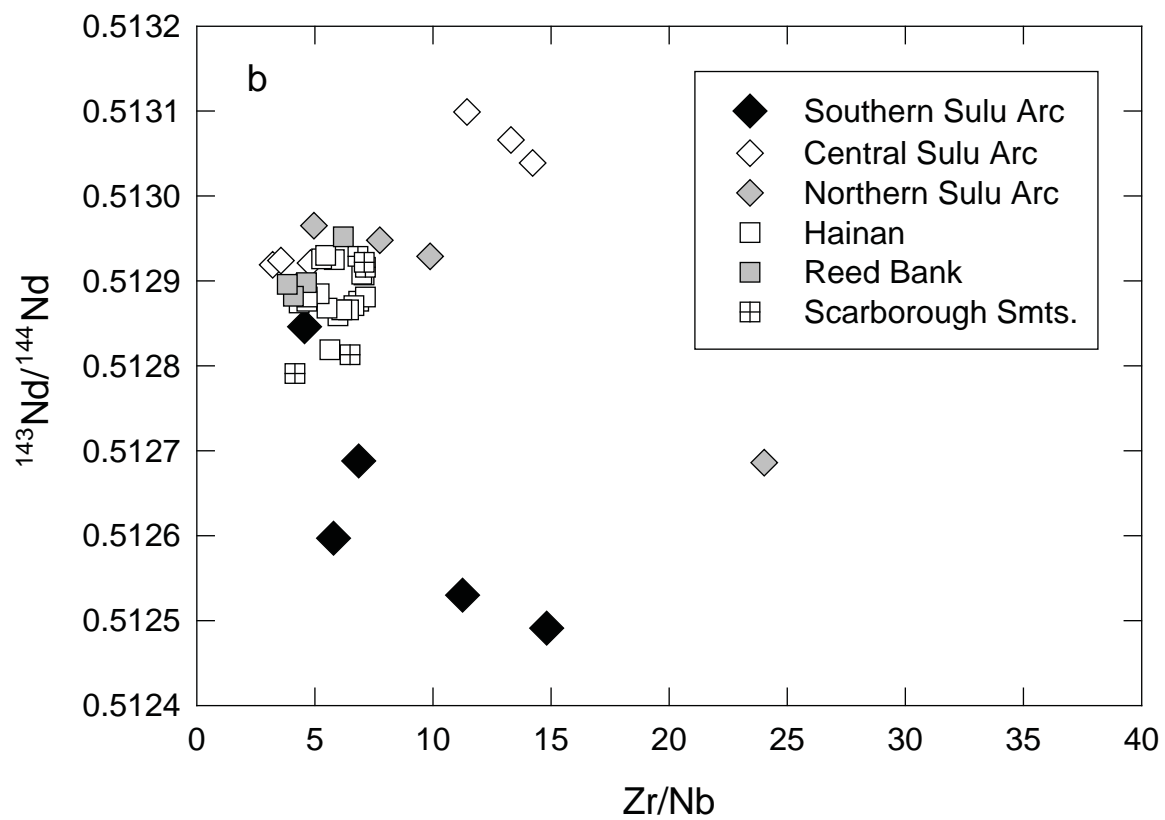 b
Southern Sulu Arc
Central Sulu Arc
Northern Sulu Arc
Hainan
Reed Bank
Scarborough Smts.
0.5132
0.5131
0.5130
0.5129
0.5128
0.5127
0.5126
0.5125
0.5124
143Nd/144Nd
0 5 10 15 20 25 30 35 40
Zr/Nb